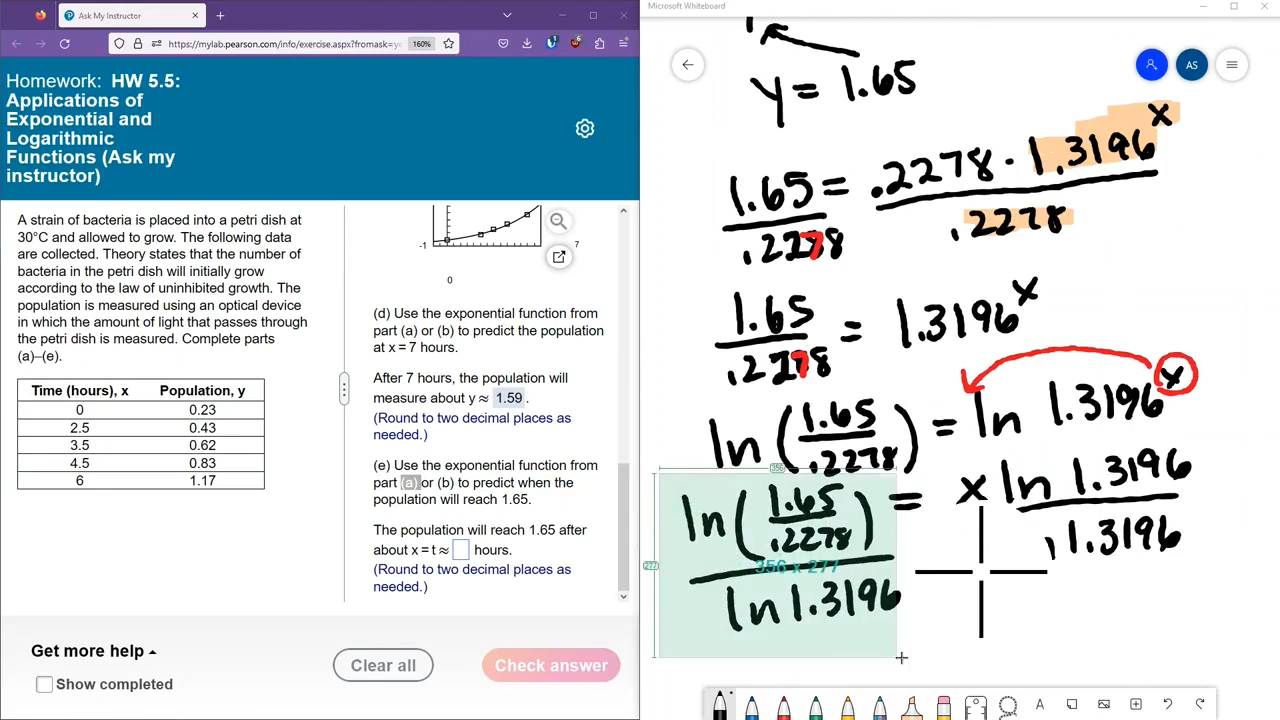 Ask My Instructor
https://mylab.pearson.com/info/exercise.aspx?fromask=y
160%
Homework: HW 5.5:
Applications of
Exponential and
Logarithmic
Functions (Ask my
instructor)
A strain of bacteria is placed into a petri dish at
30°C and allowed to grow. The following data
are collected. Theory states that the number of
bacteria in the petri dish will initially grow
according to the law of uninhibited growth. The
population is measured using an optical device
in which the amount of light that passes through
the petri dish is measured. Complete parts
(a)–(e).
Time (hours), x Population, y
0 0.23
2.5 0.43
3.5 0.62
4.5 0.83
6 1.17
-1 7
0
(d) Use the exponential function from
part (a) or (b) to predict the population
at x = 7 hours.
After 7 hours, the population will
measure about y ≈ 1.59.
(Round to two decimal places as
needed.)
(e) Use the exponential function from
part (a) or (b) to predict when the
population will reach 1.65.
The population will reach 1.65 after
about x = t ≈ hours.
(Round to two decimal places as
needed.)
Get more help
Show completed
Clear all
Check answer
Microsoft Whiteboard
AS
y = 1.65
1.65 = .2278 · 1.3196^x
.2278 .2278
1.65 = 1.3196^x
.2278
ln (1.65/.2278) = ln 1.3196^x
ln (1.65/.2278) = x ln 1.3196
ln 1.3196 , 1.3196
356
277
356 x 277
A